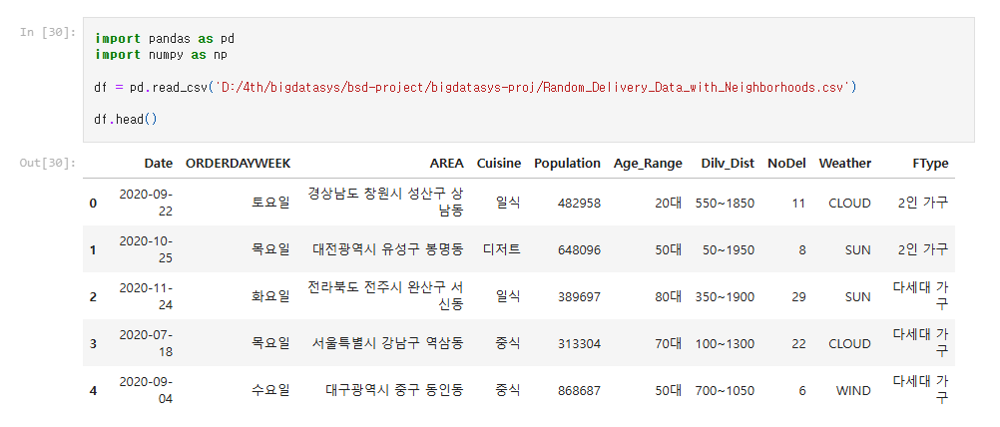 In [30]:
import pandas as pd
import numpy as np
df = pd.read_csv('D:/4th/bigdatasys/bsd-project/bigdatasys-proj/Random_Delivery_Data_with_Neighborhoods.csv')
df.head()
Out[30]:
Date ORDERDAYWEEK AREA Cuisine Population Age_Range Dilv_Dist NoDel Weather FType
0 2020-09-22 토요일 경상남도 창원시 성산구 상남동 일식 482958 20대 550~1850 11 CLOUD 2인 가구
1 2020-10-25 목요일 대전광역시 유성구 봉명동 디저트 648096 50대 50~1950 8 SUN 2인 가구
2 2020-11-24 화요일 전라북도 전주시 완산구 서신동 일식 389697 80대 350~1900 29 SUN 다세대 가구
3 2020-07-18 목요일 서울특별시 강남구 역삼동 중식 313304 70대 100~1300 22 CLOUD 다세대 가구
4 2020-09-04 수요일 대구광역시 중구 동인동 중식 868687 50대 700~1050 6 WIND 다세대 가구